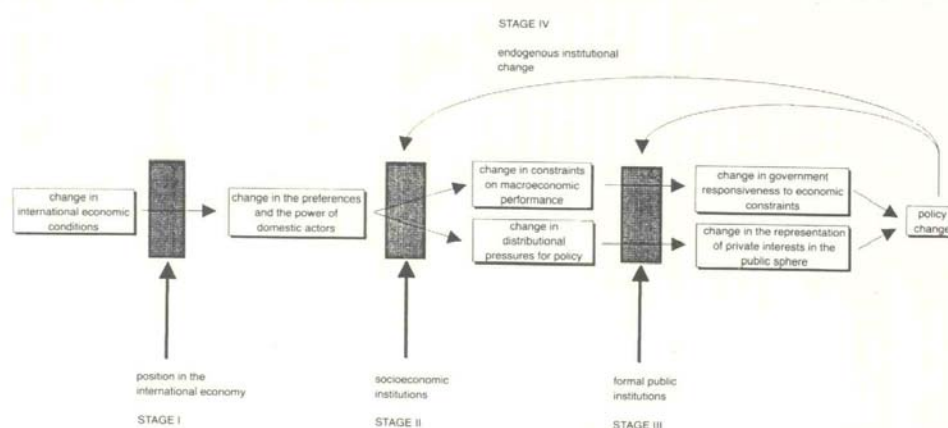 STAGE IV
endogenous institutional
change
change in
international economic
conditions
change in the preferences
and the power of
domestic actors
change in constraints
on macroeconomic
performance
change in
distributional
pressures for policy
change in government
responsiveness to economic
constraints
change in the representation
of private interests in the
public sphere
policy
change
position in the
international economy
STAGE I
socioeconomic
institutions
STAGE II
formal public
institutions
STAGE III